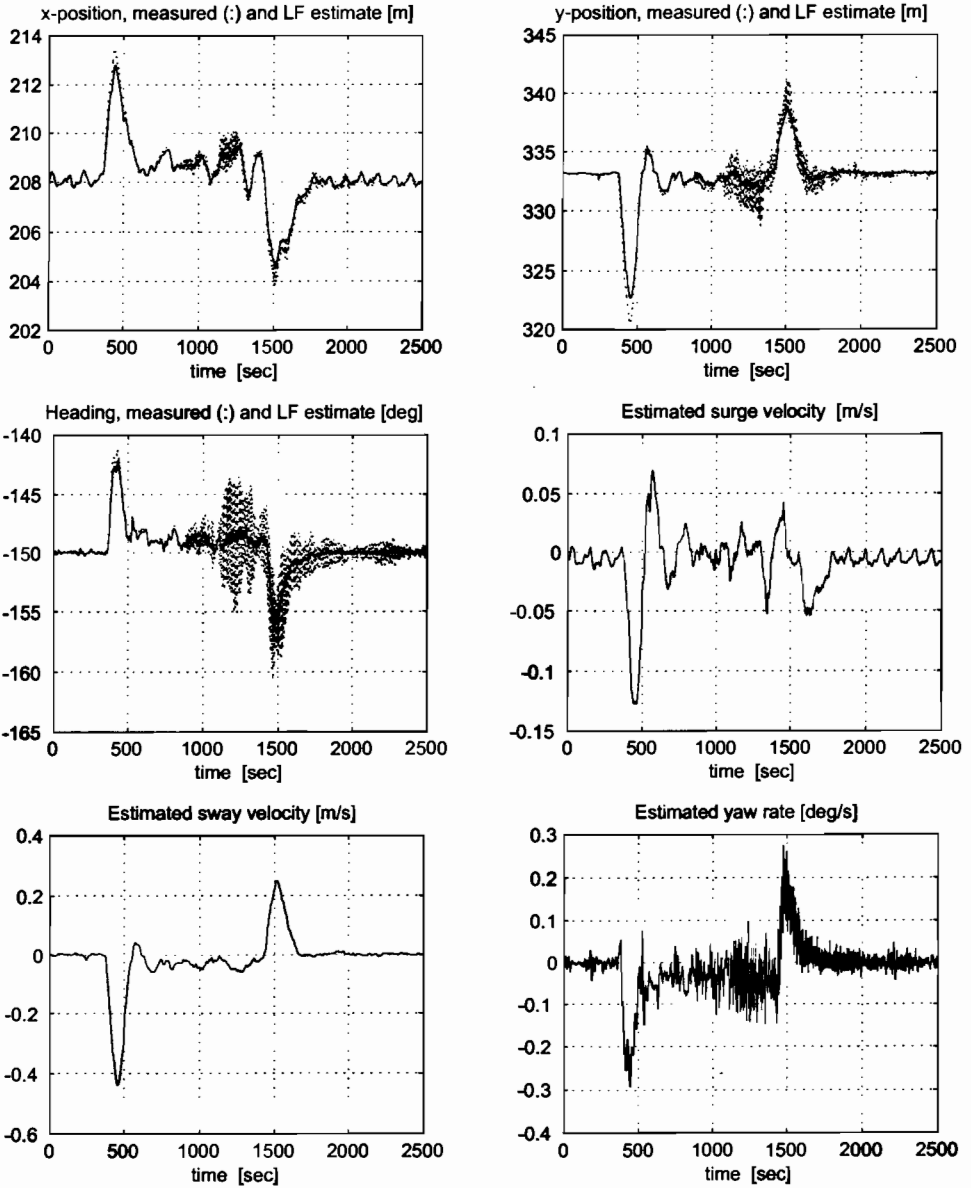 x-position, measured (:) and LF estimate [m]
214
212
210
208
206
204
202
0 500 1000 1500 2000 2500
time [sec]
y-position, measured (:) and LF estimate [m]
345
340
335
330
325
320
0 500 1000 1500 2000 2500
time [sec]
Heading, measured (:) and LF estimate [deg]
-140
-145
-150
-155
-160
-165
0 500 1000 1500 2000 2500
time [sec]
Estimated surge velocity [m/s]
0.1
0.05
0
-0.05
-0.1
-0.15
0 500 1000 1500 2000 2500
time [sec]
Estimated sway velocity [m/s]
0.4
0.2
0
-0.2
-0.4
-0.6
0 500 1000 1500 2000 2500
time [sec]
Estimated yaw rate [deg/s]
0.3
0.2
0.1
0
-0.1
-0.2
-0.3
-0.4
0 500 1000 1500 2000 2500
time [sec]